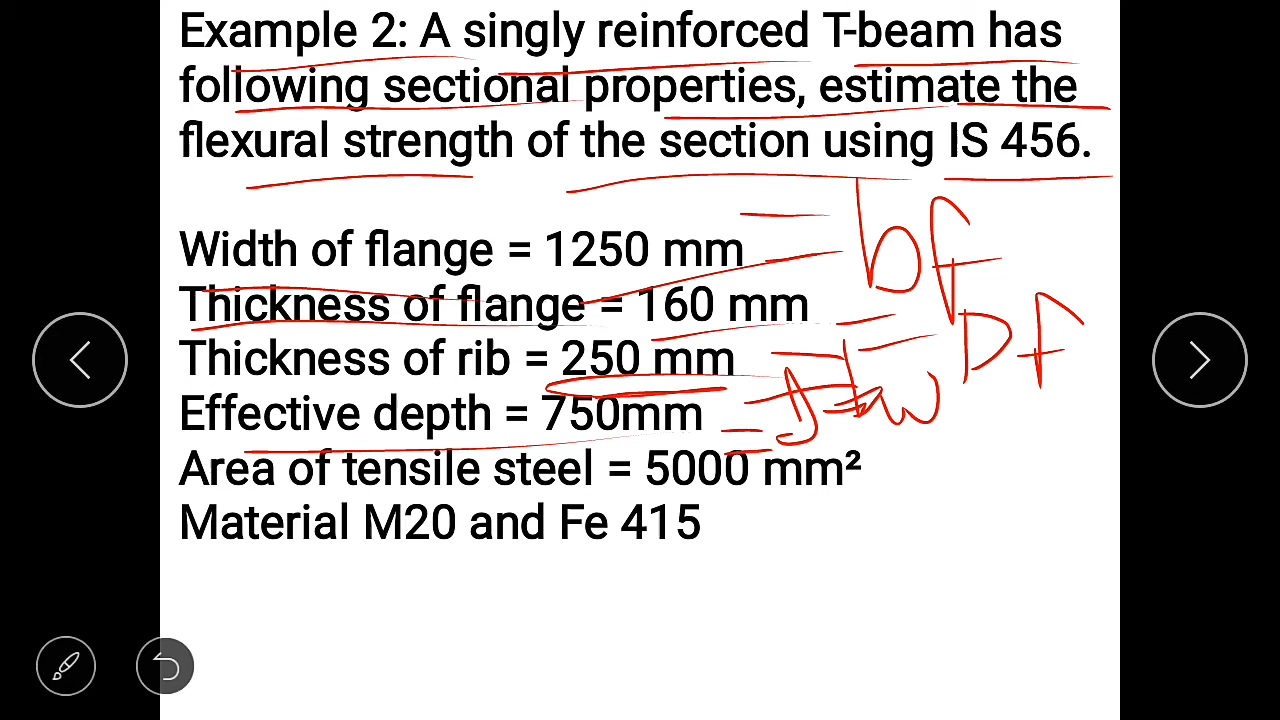 Example 2: A singly reinforced T-beam has
following sectional properties, estimate the
flexural strength of the section using IS 456.
Width of flange = 1250 mm = bf
Thickness of flange = 160 mm = Df
Thickness of rib = 250 mm = bw
Effective depth = 750mm = d
Area of tensile steel = 5000 mm²
Material M20 and Fe 415